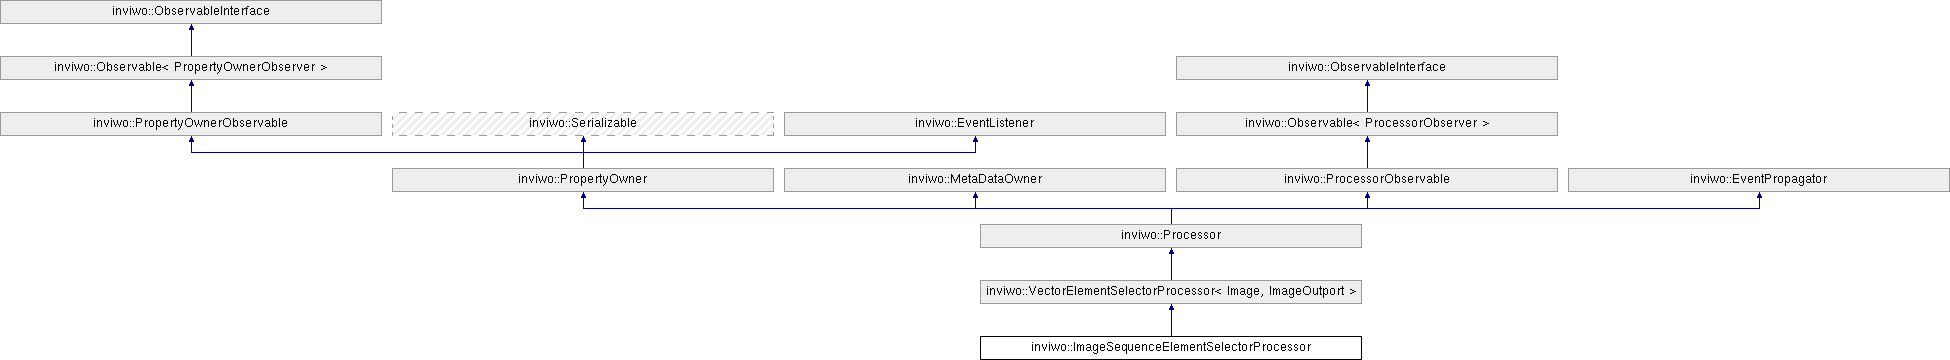 inviwo::ObservableInterface
inviwo::Observable< PropertyOwnerObserver >
inviwo::ObservableInterface
inviwo::PropertyOwnerObservable
inviwo::Serializable
inviwo::EventListener
inviwo::Observable< ProcessorObserver >
inviwo::PropertyOwner
inviwo::MetaDataOwner
inviwo::ProcessorObservable
inviwo::EventPropagator
inviwo::Processor
inviwo::VectorElementSelectorProcessor< Image, ImageOutport >
inviwo::ImageSequenceElementSelectorProcessor